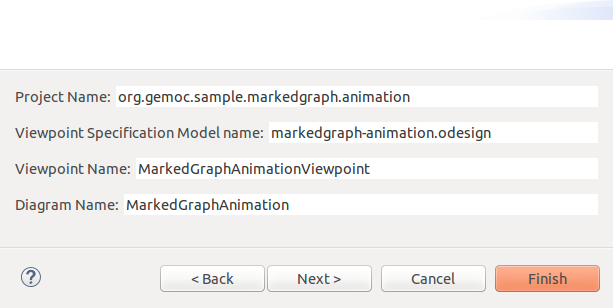 Project Name: org.gemoc.sample.markedgraph.animation
Viewpoint Specification Model name: markedgraph-animation.odesign
Viewpoint Name: MarkedGraphAnimationViewpoint
Diagram Name: MarkedGraphAnimation
? < Back Next > Cancel Finish